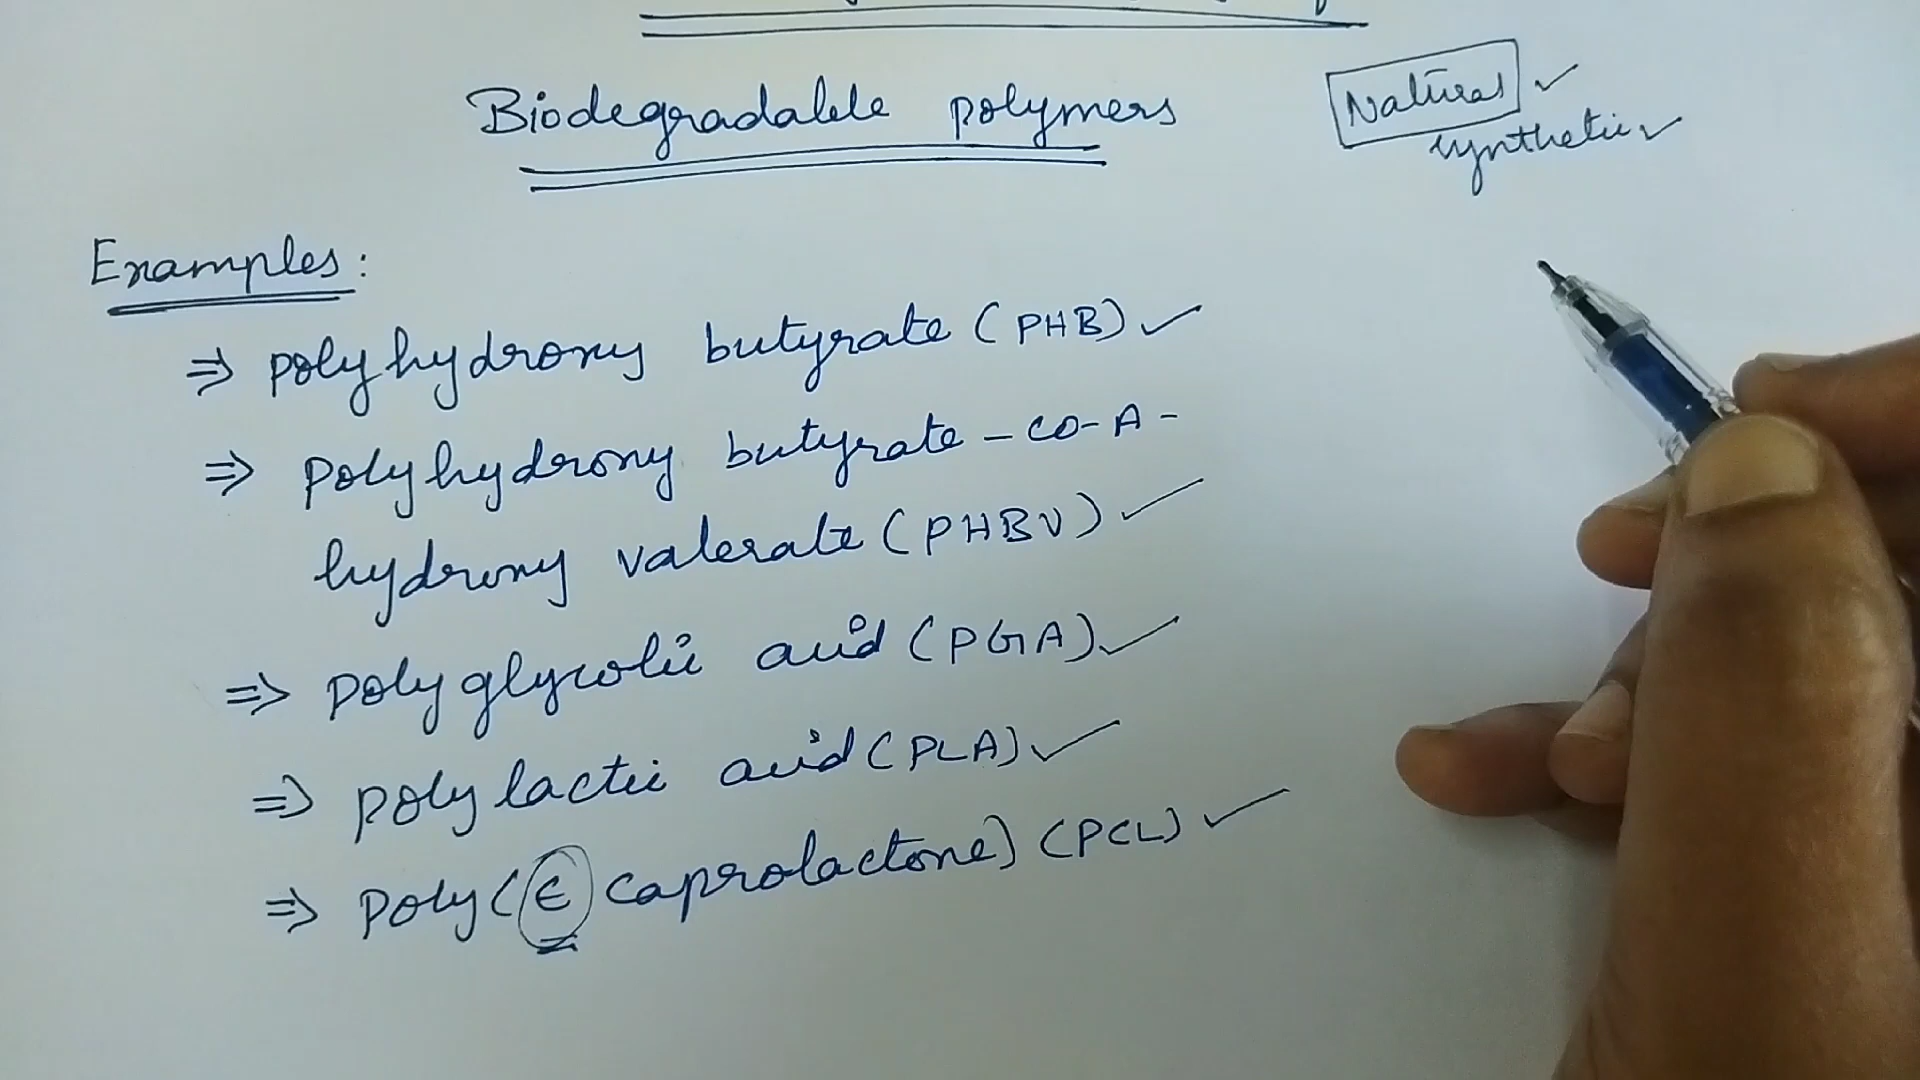 Biodegradable polymers
Natural ✓
synthetic ✓
Examples:
⇒ polyhydroxy butyrate (PHB) ✓
⇒ polyhydroxy butyrate - co - A -
hydroxy valerate (PHBV) ✓
⇒ polyglycolic acid (PGA) ✓
⇒ polylactic acid (PLA) ✓
⇒ poly(ε caprolactone) (PCL) ✓